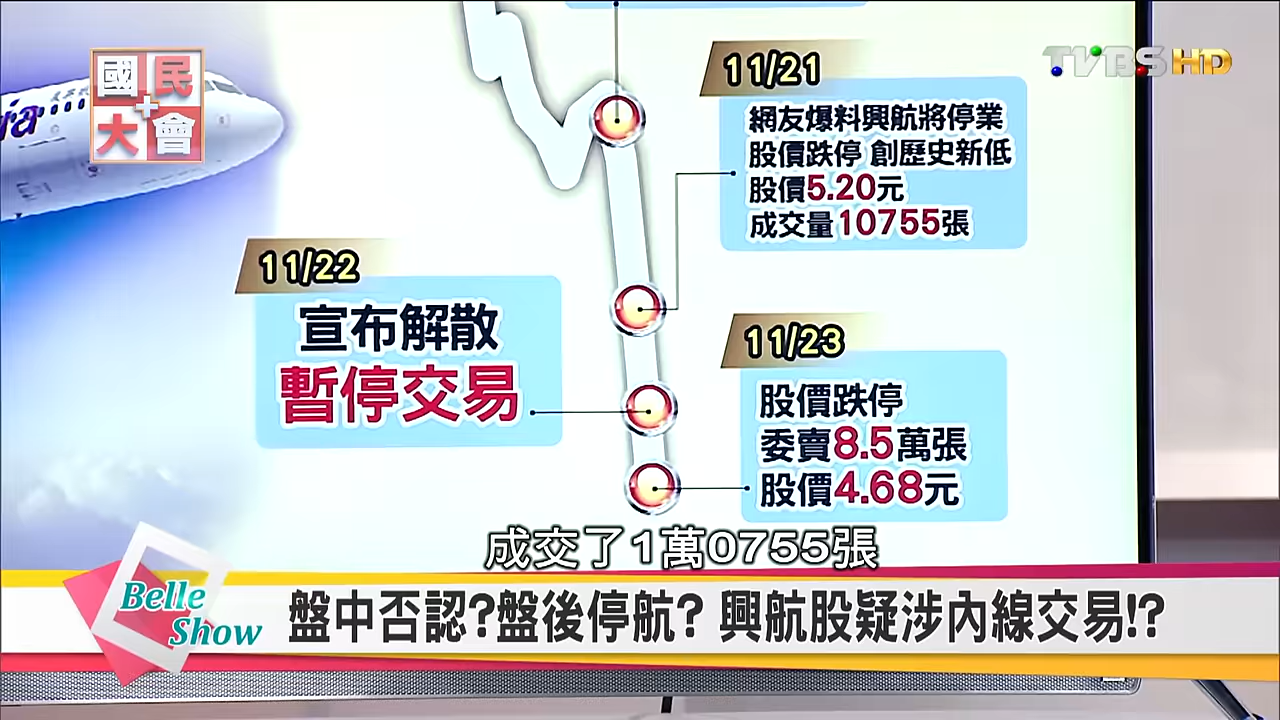 國民
大會
TVBS HD
ra
11/21
網友爆料興航將停業
股價跌停 創歷史新低
股價5.20元
成交量10755張
11/22
宣布解散
暫停交易
11/23
股價跌停
委賣8.5萬張
股價4.68元
成交了1萬0755張
Belle
Show
盤中否認?盤後停航? 興航股疑涉內線交易!?